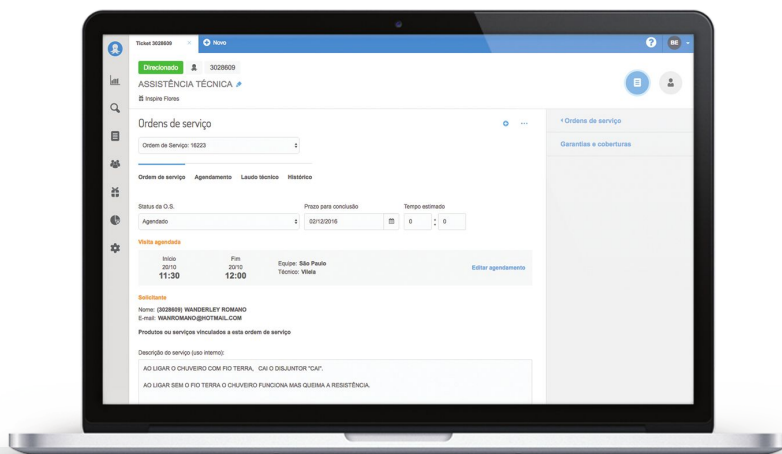 Ticket 3028609 × Novo
? BE
Direcionado 3028609
ASSISTÊNCIA TÉCNICA
Inspire Flores
Ordens de serviço
Ordens de serviço
Ordem de Serviço: 16223
Garantias e coberturas
Ordem de serviço Agendamento Laudo técnico Histórico
Status da O.S. Prazo para conclusão Tempo estimado
Agendado 02/12/2016 0 : 0
Visita agendada
Início Fim
20/10 20/10
11:30 12:00
Equipe: São Paulo
Técnico: Vilela
Editar agendamento
Solicitante
Nome: (3028609) WANDERLEY ROMANO
E-mail: WANROMANO@HOTMAIL.COM
Produtos ou serviços vinculados a esta ordem de serviço
Descrição do serviço (uso interno):
AO LIGAR O CHUVEIRO COM FIO TERRA, CAI O DISJUNTOR "CAI".
AO LIGAR SEM O FIO TERRA O CHUVEIRO FUNCIONA MAS QUEIMA A RESISTÊNCIA.